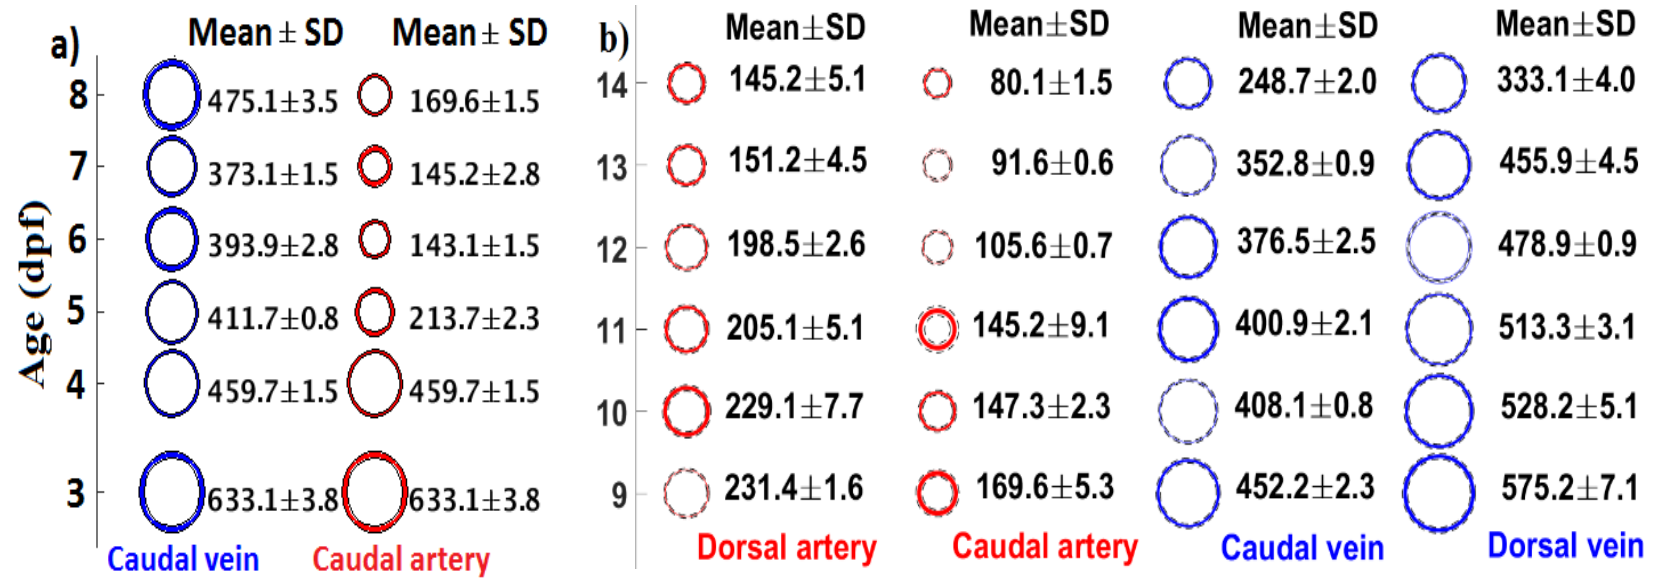 a)
Mean ± SD Mean ± SD
8 475.1±3.5 169.6±1.5
7 373.1±1.5 145.2±2.8
6 393.9±2.8 143.1±1.5
5 411.7±0.8 213.7±2.3
4 459.7±1.5 459.7±1.5
3 633.1±3.8 633.1±3.8
Age (dpf)
Caudal vein Caudal artery
b)
Mean±SD Mean±SD Mean±SD Mean±SD
14 145.2±5.1 80.1±1.5 248.7±2.0 333.1±4.0
13 151.2±4.5 91.6±0.6 352.8±0.9 455.9±4.5
12 198.5±2.6 105.6±0.7 376.5±2.5 478.9±0.9
11 205.1±5.1 145.2±9.1 400.9±2.1 513.3±3.1
10 229.1±7.7 147.3±2.3 408.1±0.8 528.2±5.1
9 231.4±1.6 169.6±5.3 452.2±2.3 575.2±7.1
Dorsal artery Caudal artery Caudal vein Dorsal vein